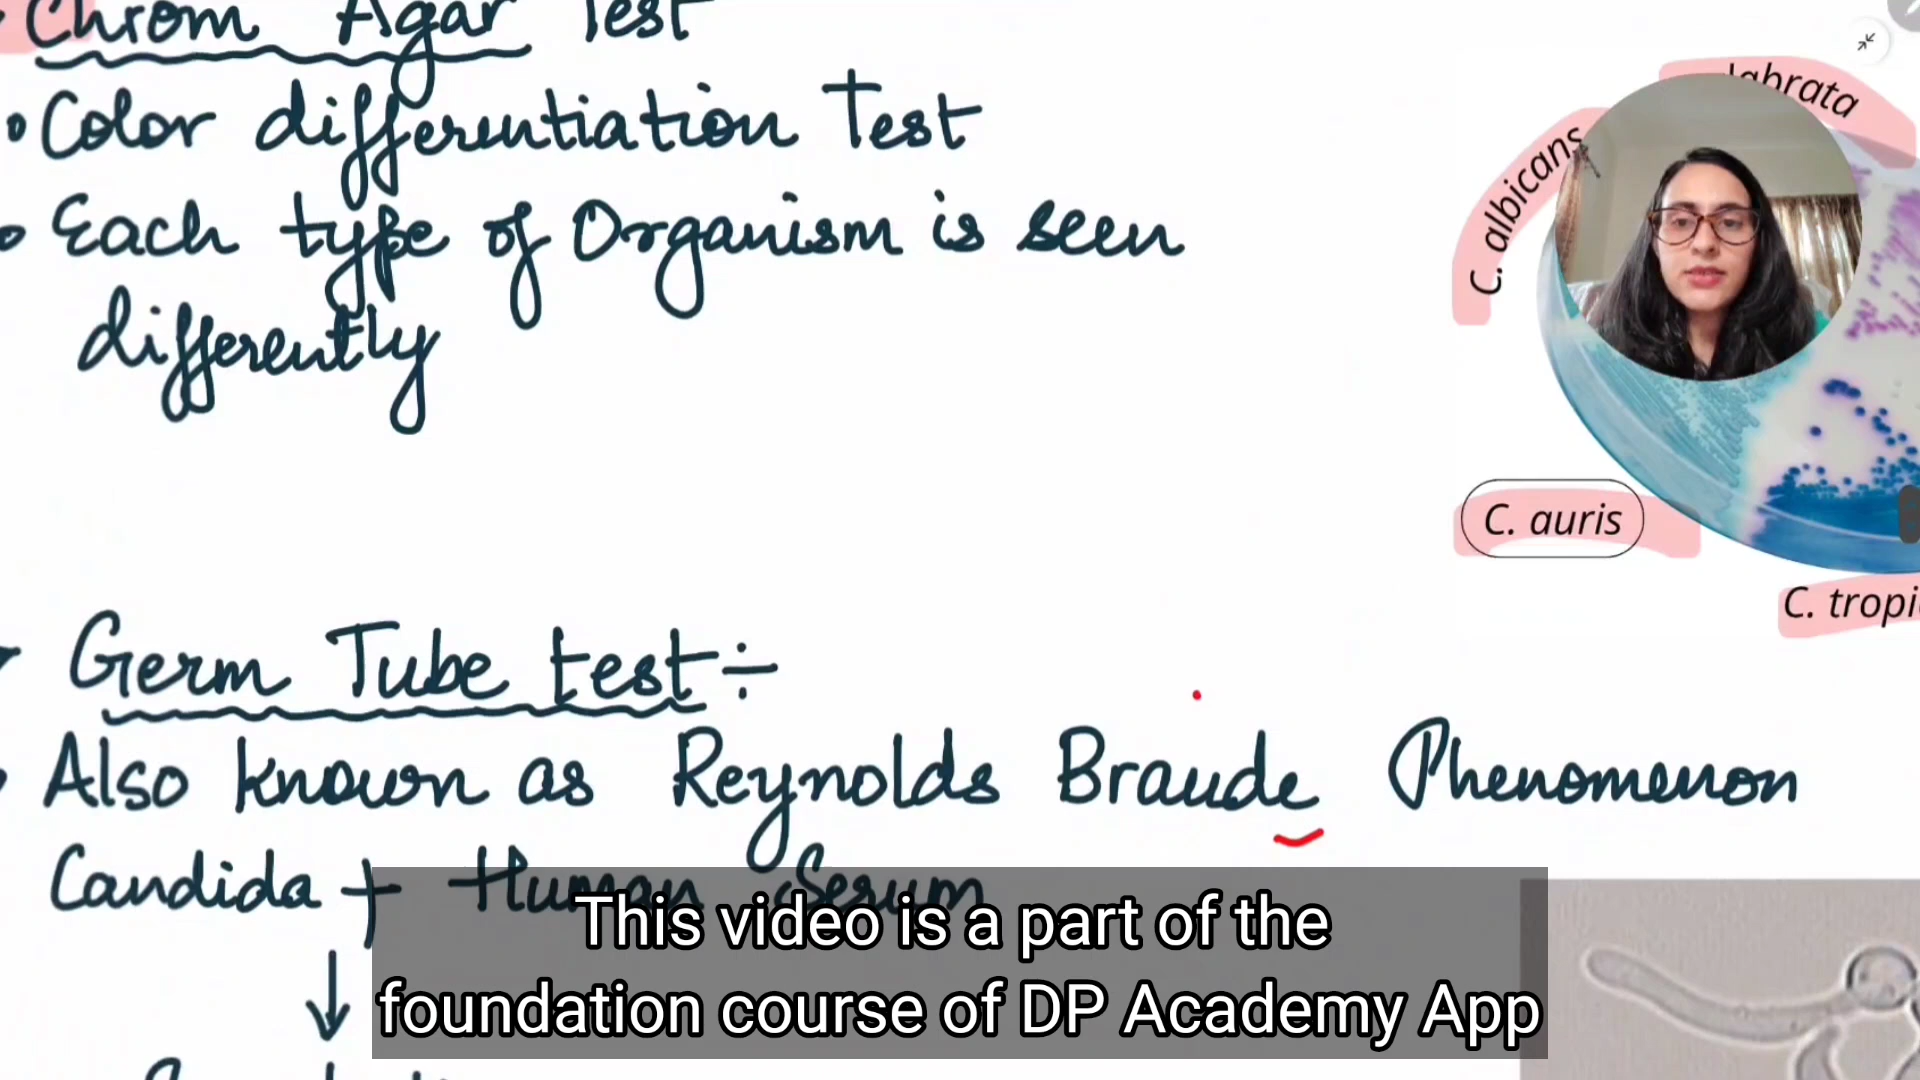 Chrom Agar Test
• Color differentiation Test
• Each type of Organism is seen
differently
labrata
C. albicans
C. auris
C. tropi
Germ Tube test÷
Also known as Reynolds Braude Phenomenon
Candida + Human Serum
↓
This video is a part of the
foundation course of DP Academy App